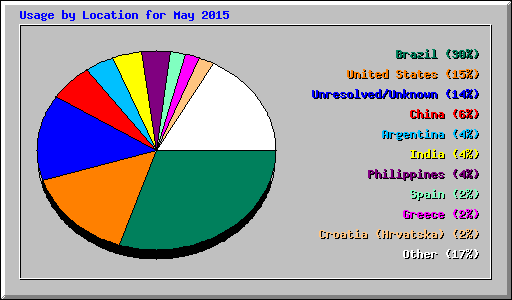 Usage by Location for May 2015
Brazil (30%)
United States (15%)
Unresolved/Unknown (14%)
China (6%)
Argentina (4%)
India (4%)
Philippines (4%)
Spain (2%)
Greece (2%)
Croatia (Hrvatska) (2%)
Other (17%)